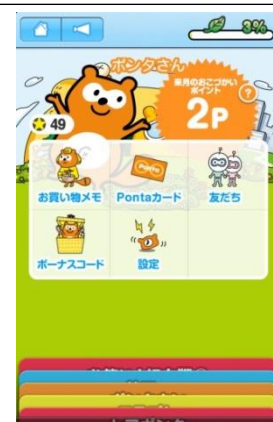 3%
ポンタさん
来月のおこづかい
ポイント
?
2P
49
お買い物メモ
Pontaカード
友だち
ボーナスコード
設定